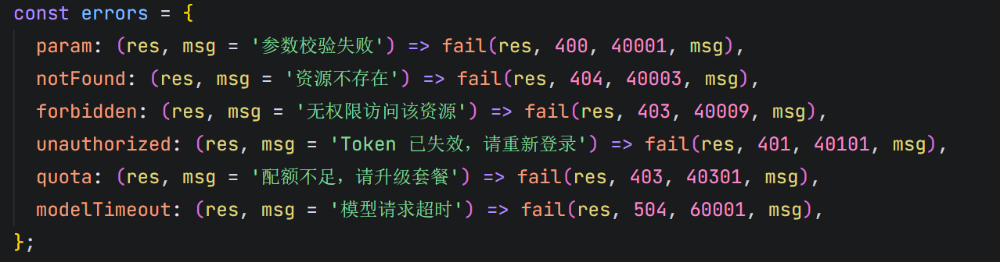 const errors = {
  param: (res, msg = '参数校验失败') => fail(res, 400, 40001, msg),
  notFound: (res, msg = '资源不存在') => fail(res, 404, 40003, msg),
  forbidden: (res, msg = '无权限访问该资源') => fail(res, 403, 40009, msg),
  unauthorized: (res, msg = 'Token 已失效，请重新登录') => fail(res, 401, 40101, msg),
  quota: (res, msg = '配额不足，请升级套餐') => fail(res, 403, 40301, msg),
  modelTimeout: (res, msg = '模型请求超时') => fail(res, 504, 60001, msg),
};